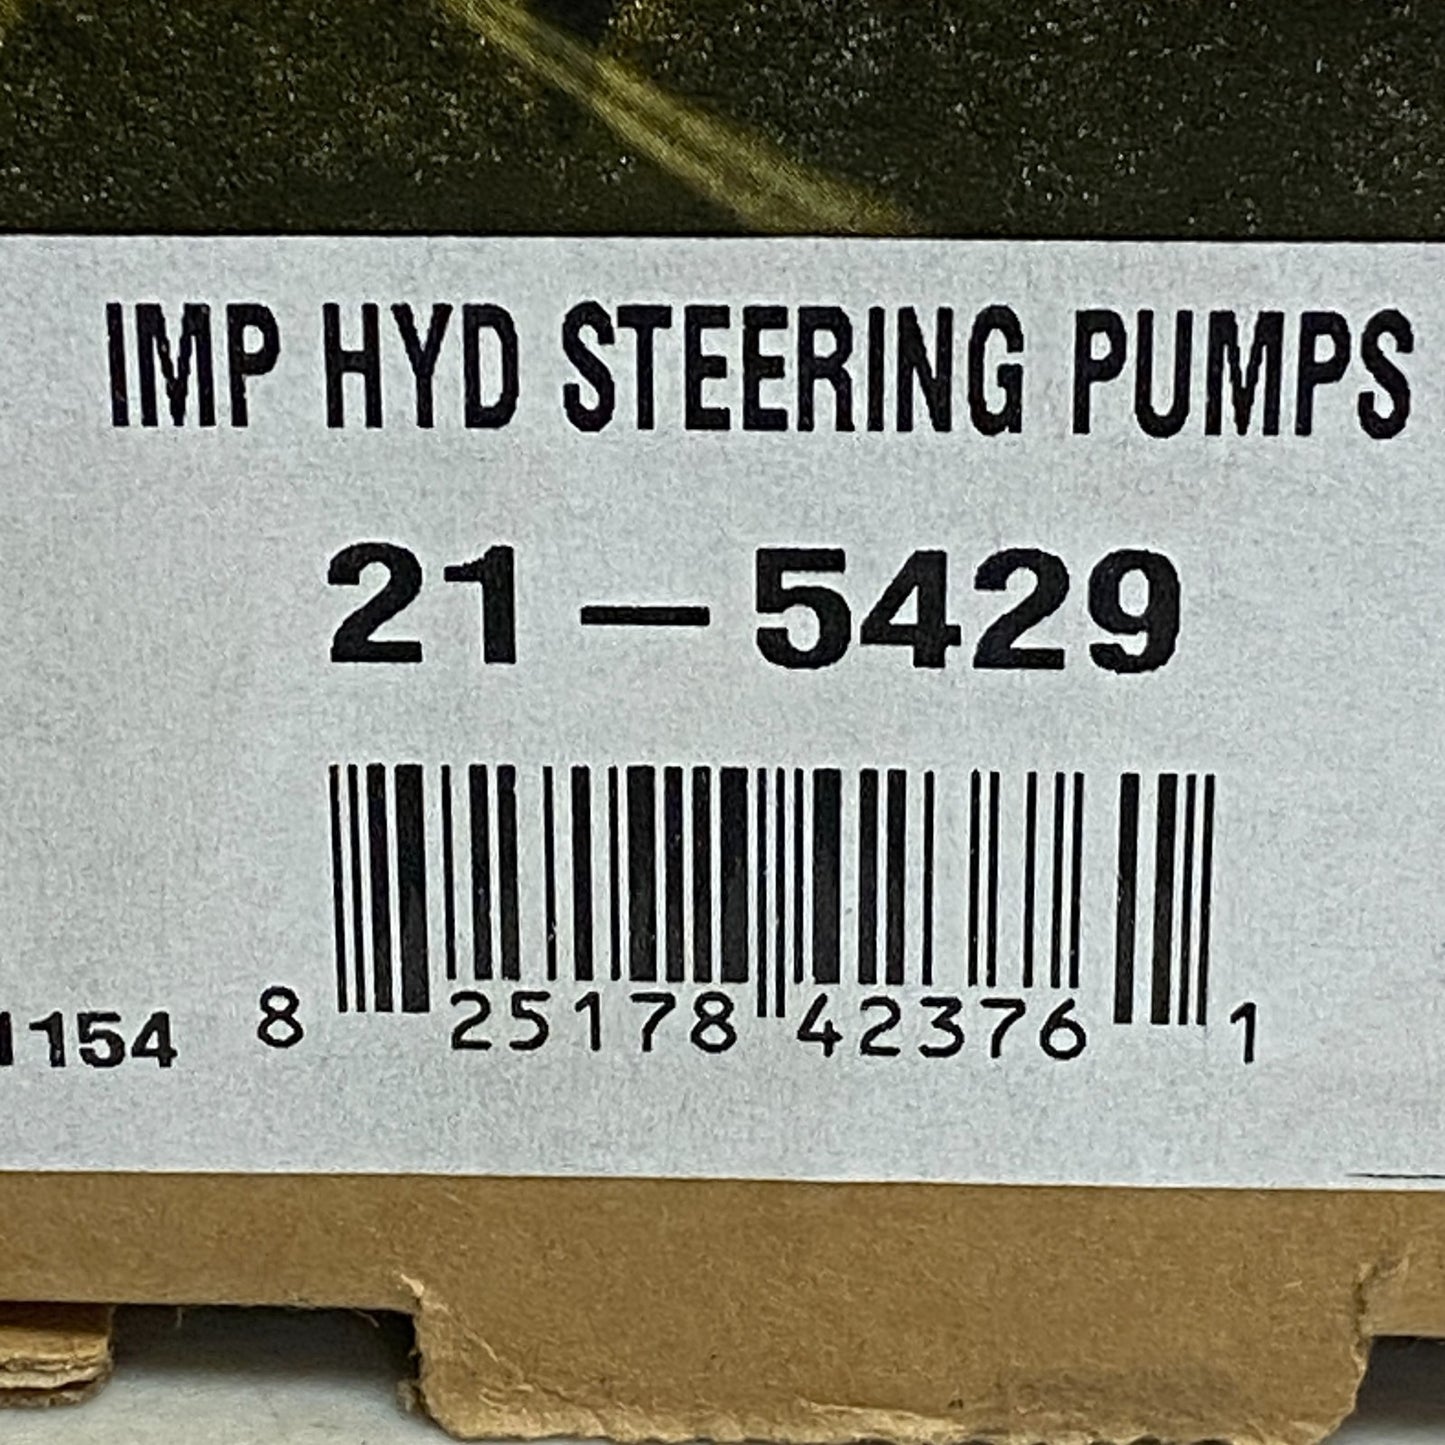 IMP HYD STEERING PUMPS
21-5429
1154 8 25178 42376 1